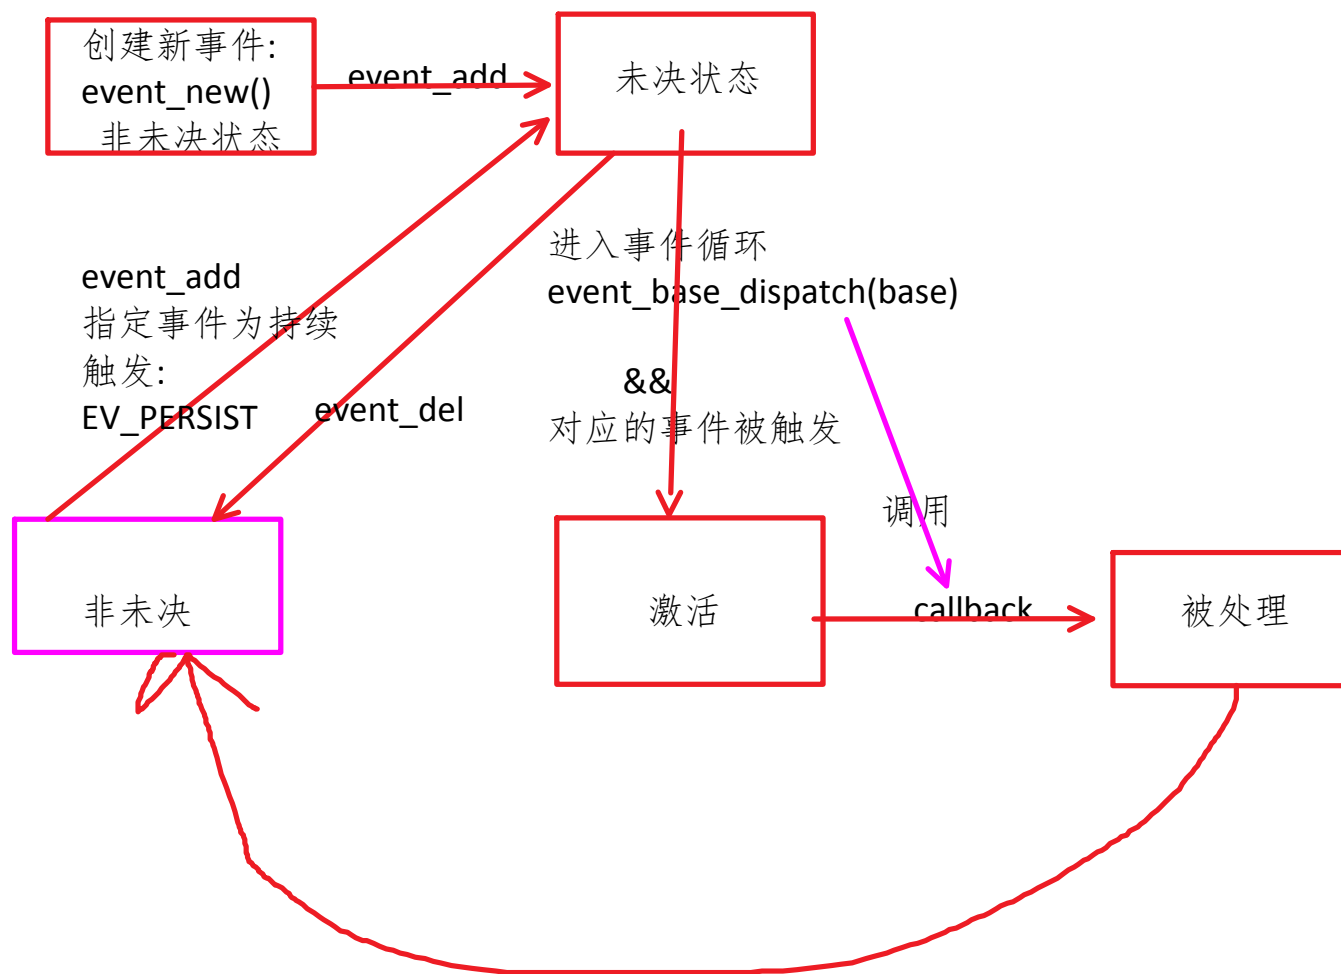 创建新事件:
event_new()
非未决状态
event_add
未决状态
event_add
指定事件为持续
触发:
EV_PERSIST
event_del
进入事件循环
event_base_dispatch(base)
&&
对应的事件被触发
调用
非未决
激活
callback
被处理